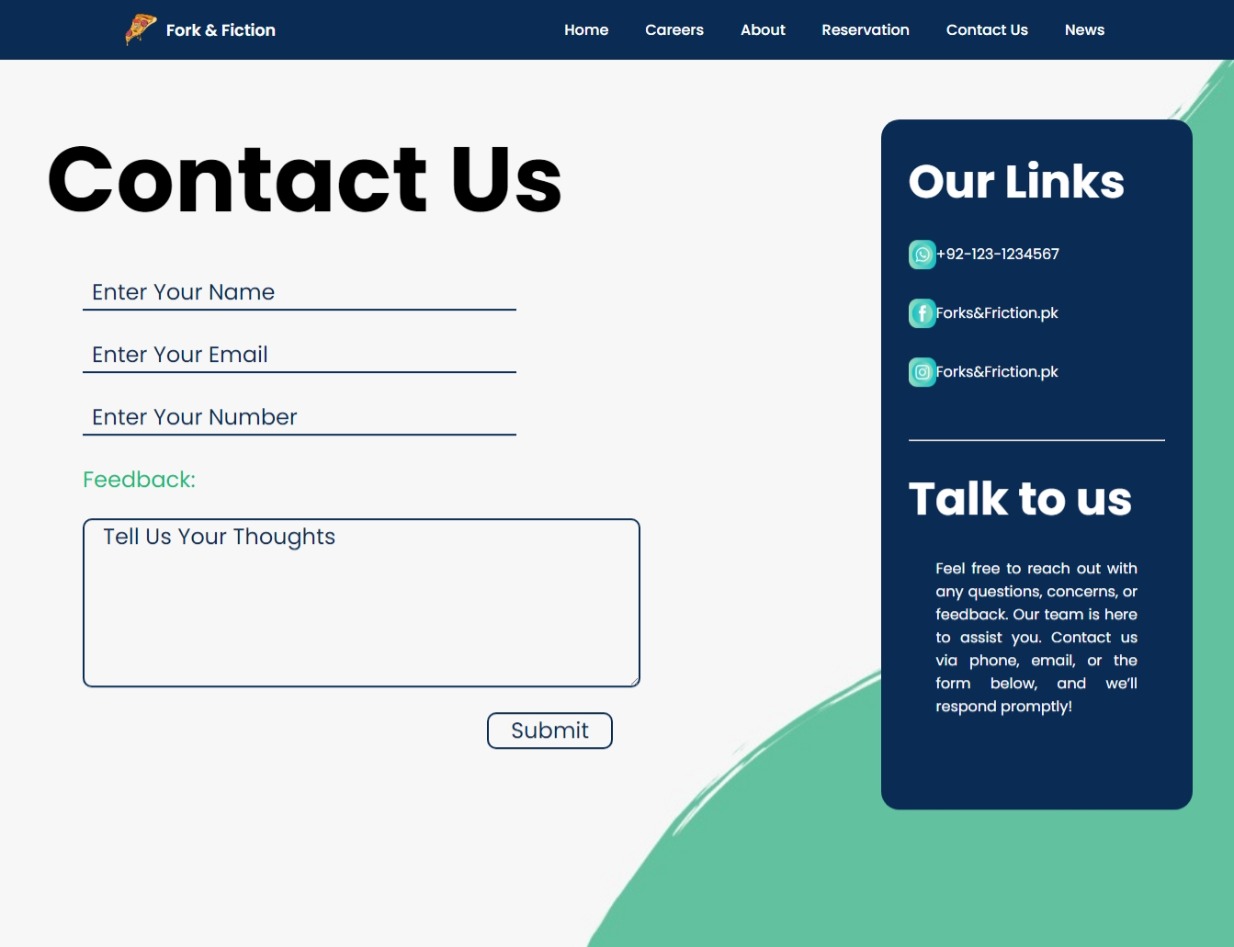 Fork & Fiction
Home Careers About Reservation Contact Us News
Contact Us
Enter Your Name
Enter Your Email
Enter Your Number
Feedback:
Tell Us Your Thoughts
Submit
Our Links
+92-123-1234567
Forks&Friction.pk
Forks&Friction.pk
Talk to us
Feel free to reach out with
any questions, concerns, or
feedback. Our team is here
to assist you. Contact us
via phone, email, or the
form below, and we'll
respond promptly!